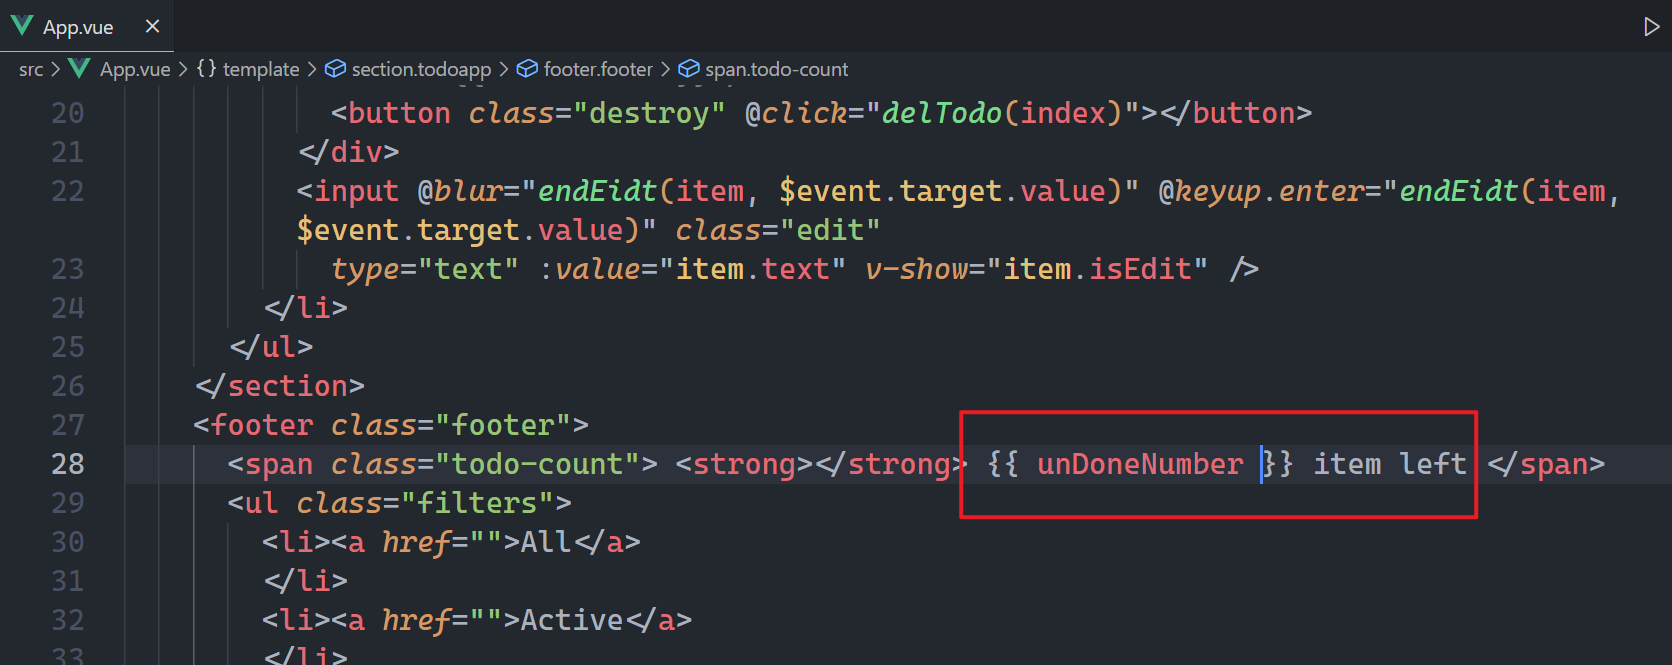 App.vue
src > App.vue > {} template > section.todoapp > footer.footer > span.todo-count
20 <button class="destroy" @click="delTodo(index)"></button>
21 </div>
22 <input @blur="endEidt(item, $event.target.value)" @keyup.enter="endEidt(item,
$event.target.value)" class="edit"
23 type="text" :value="item.text" v-show="item.isEdit" />
24 </li>
25 </ul>
26 </section>
27 <footer class="footer">
28 <span class="todo-count"> <strong></strong> {{ unDoneNumber }} item left </span>
29 <ul class="filters">
30 <li><a href="">All</a>
31 </li>
32 <li><a href="">Active</a>
33 </li>